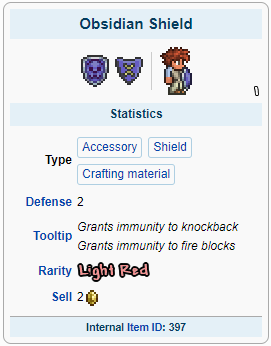 Obsidian Shield
Statistics
Type Accessory Shield
Crafting material
Defense 2
Tooltip Grants immunity to knockback
Grants immunity to fire blocks
Rarity Light Red
Sell 2
Internal Item ID: 397